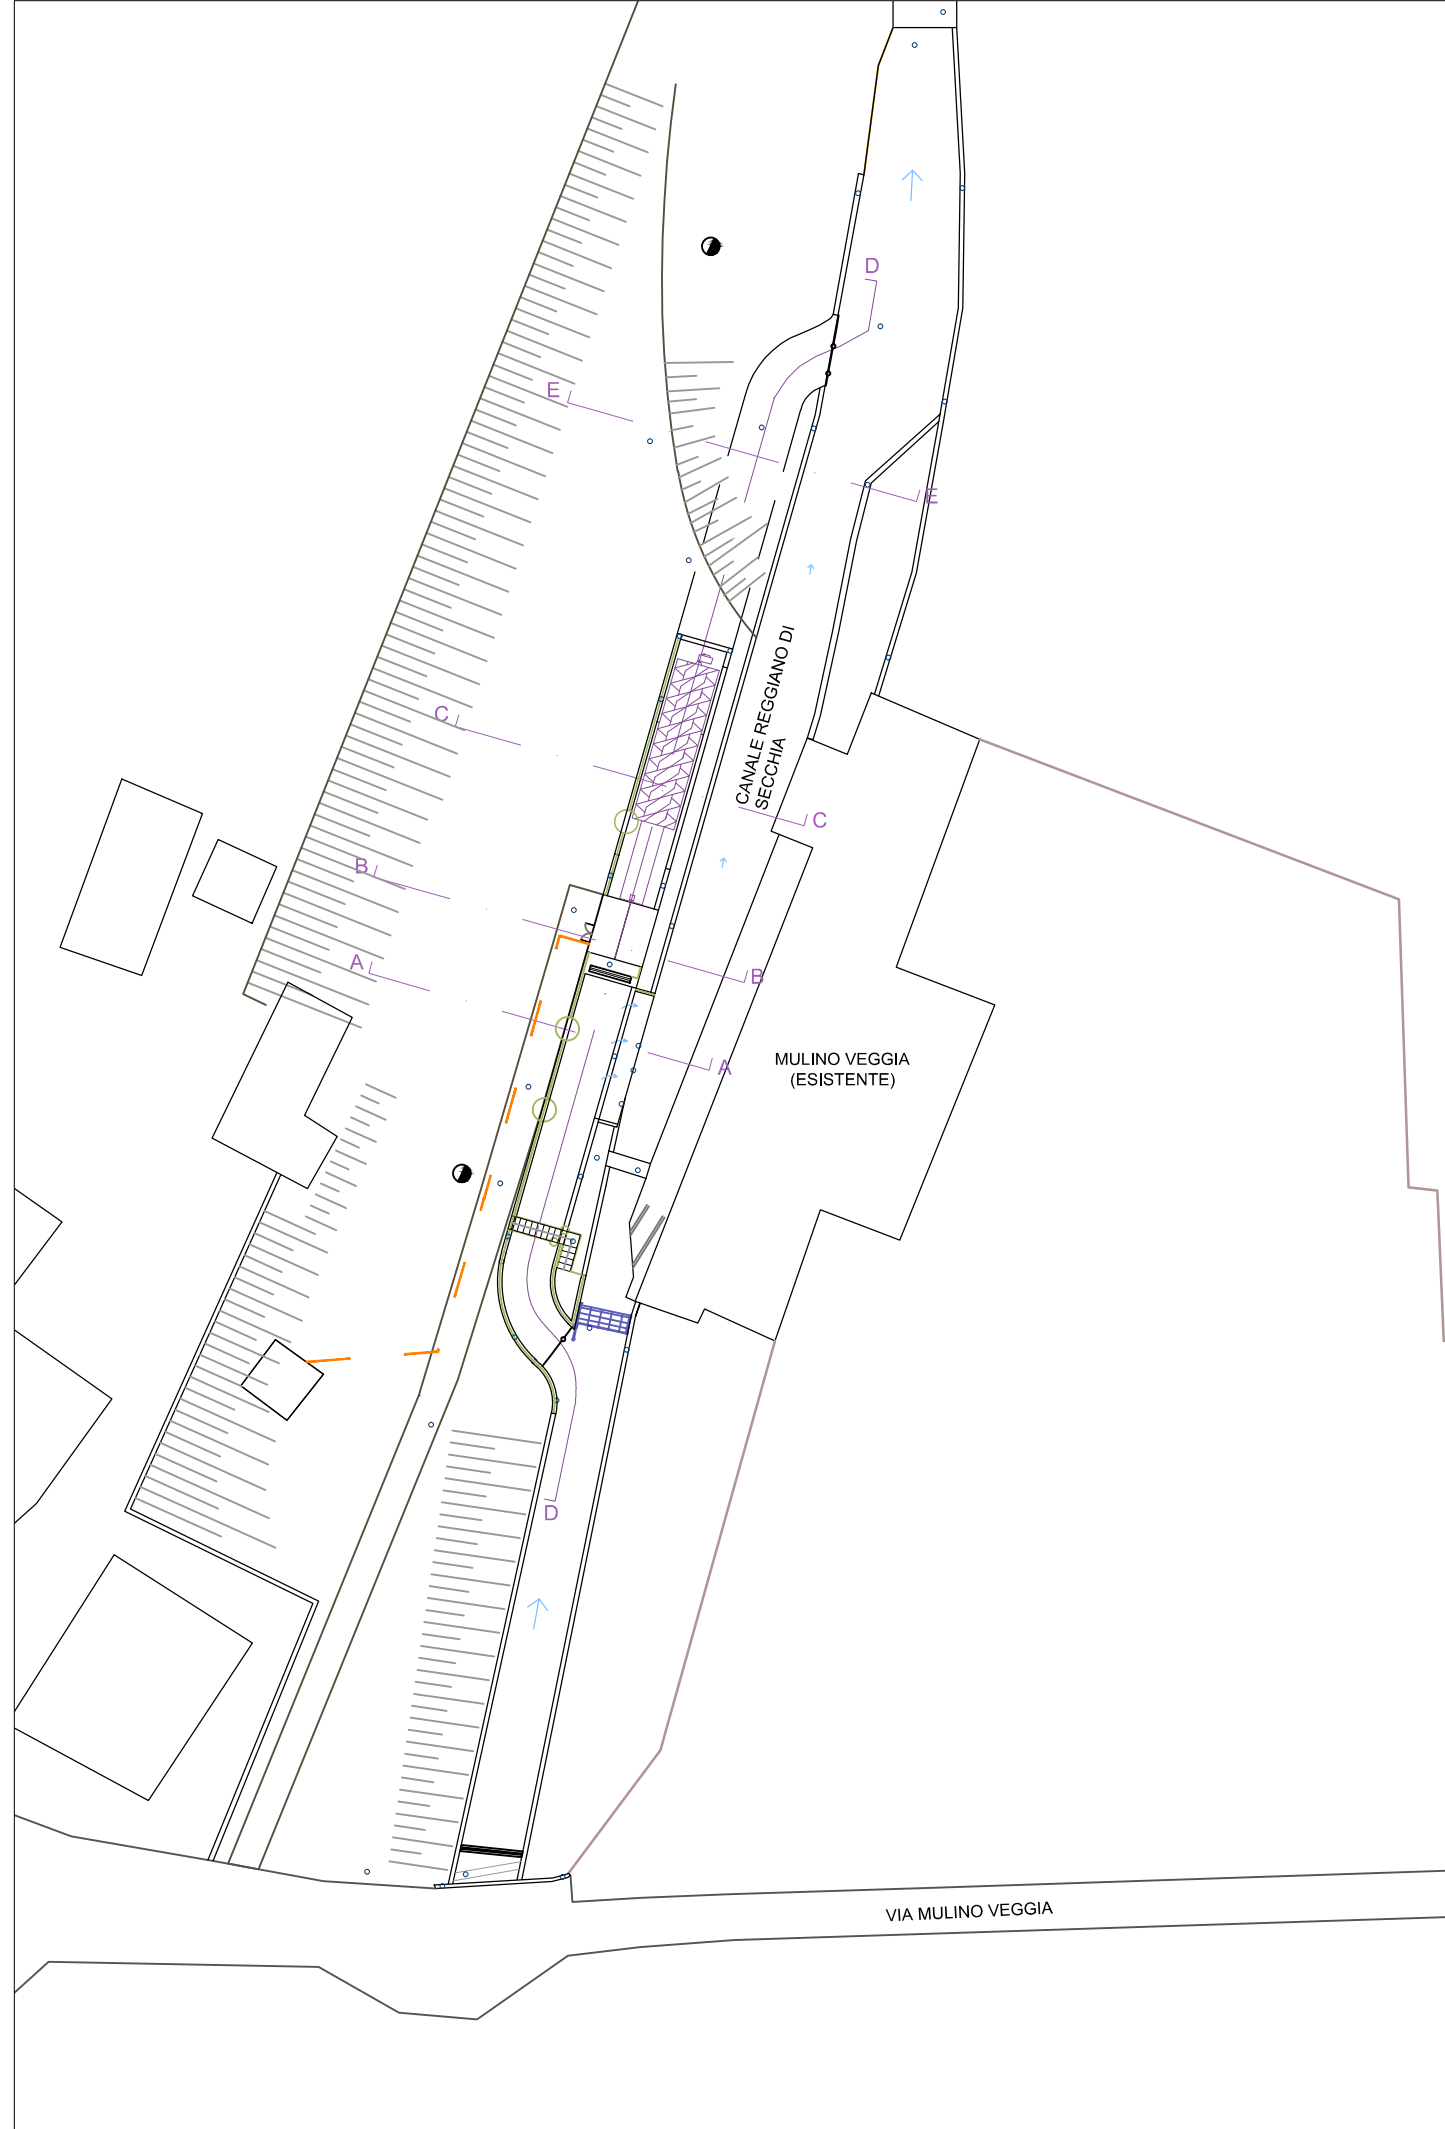 D
E
E
CANALE REGGIANO DI
SECCHIA
C
C
B
B
A
A
MULINO VEGGIA
(ESISTENTE)
D
VIA MULINO VEGGIA